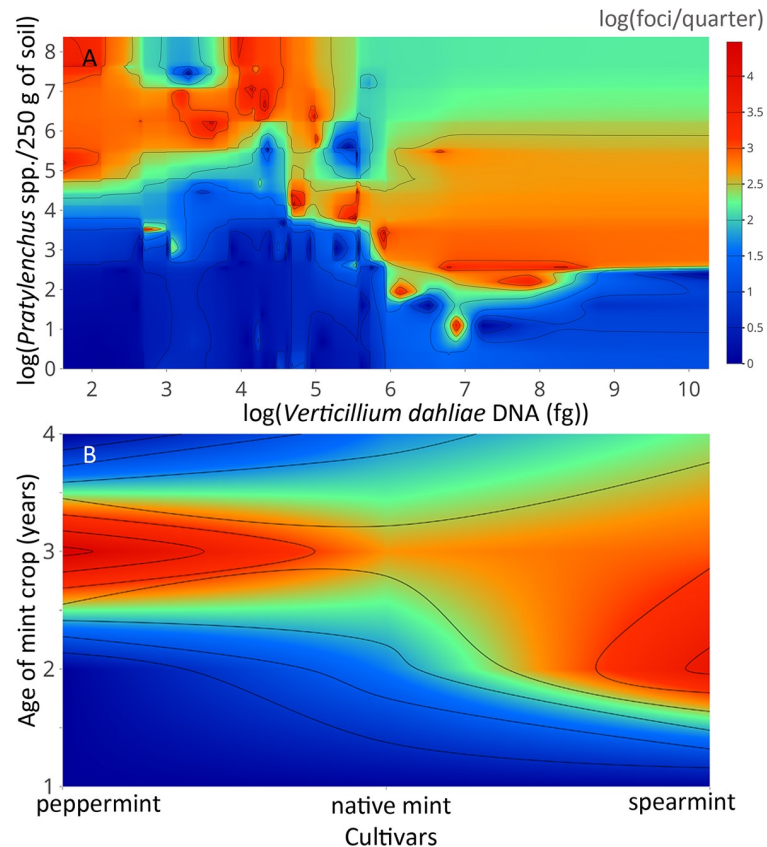 log(foci/quarter)
A
log(Pratylenchus spp./250 g of soil)
8
7
6
5
4
3
2
1
0
4
3.5
3
2.5
2
1.5
1
0.5
0
2 3 4 5 6 7 8 9 10
log(Verticillium dahliae DNA (fg))
B
Age of mint crop (years)
4
3
2
1
peppermint native mint spearmint
Cultivars